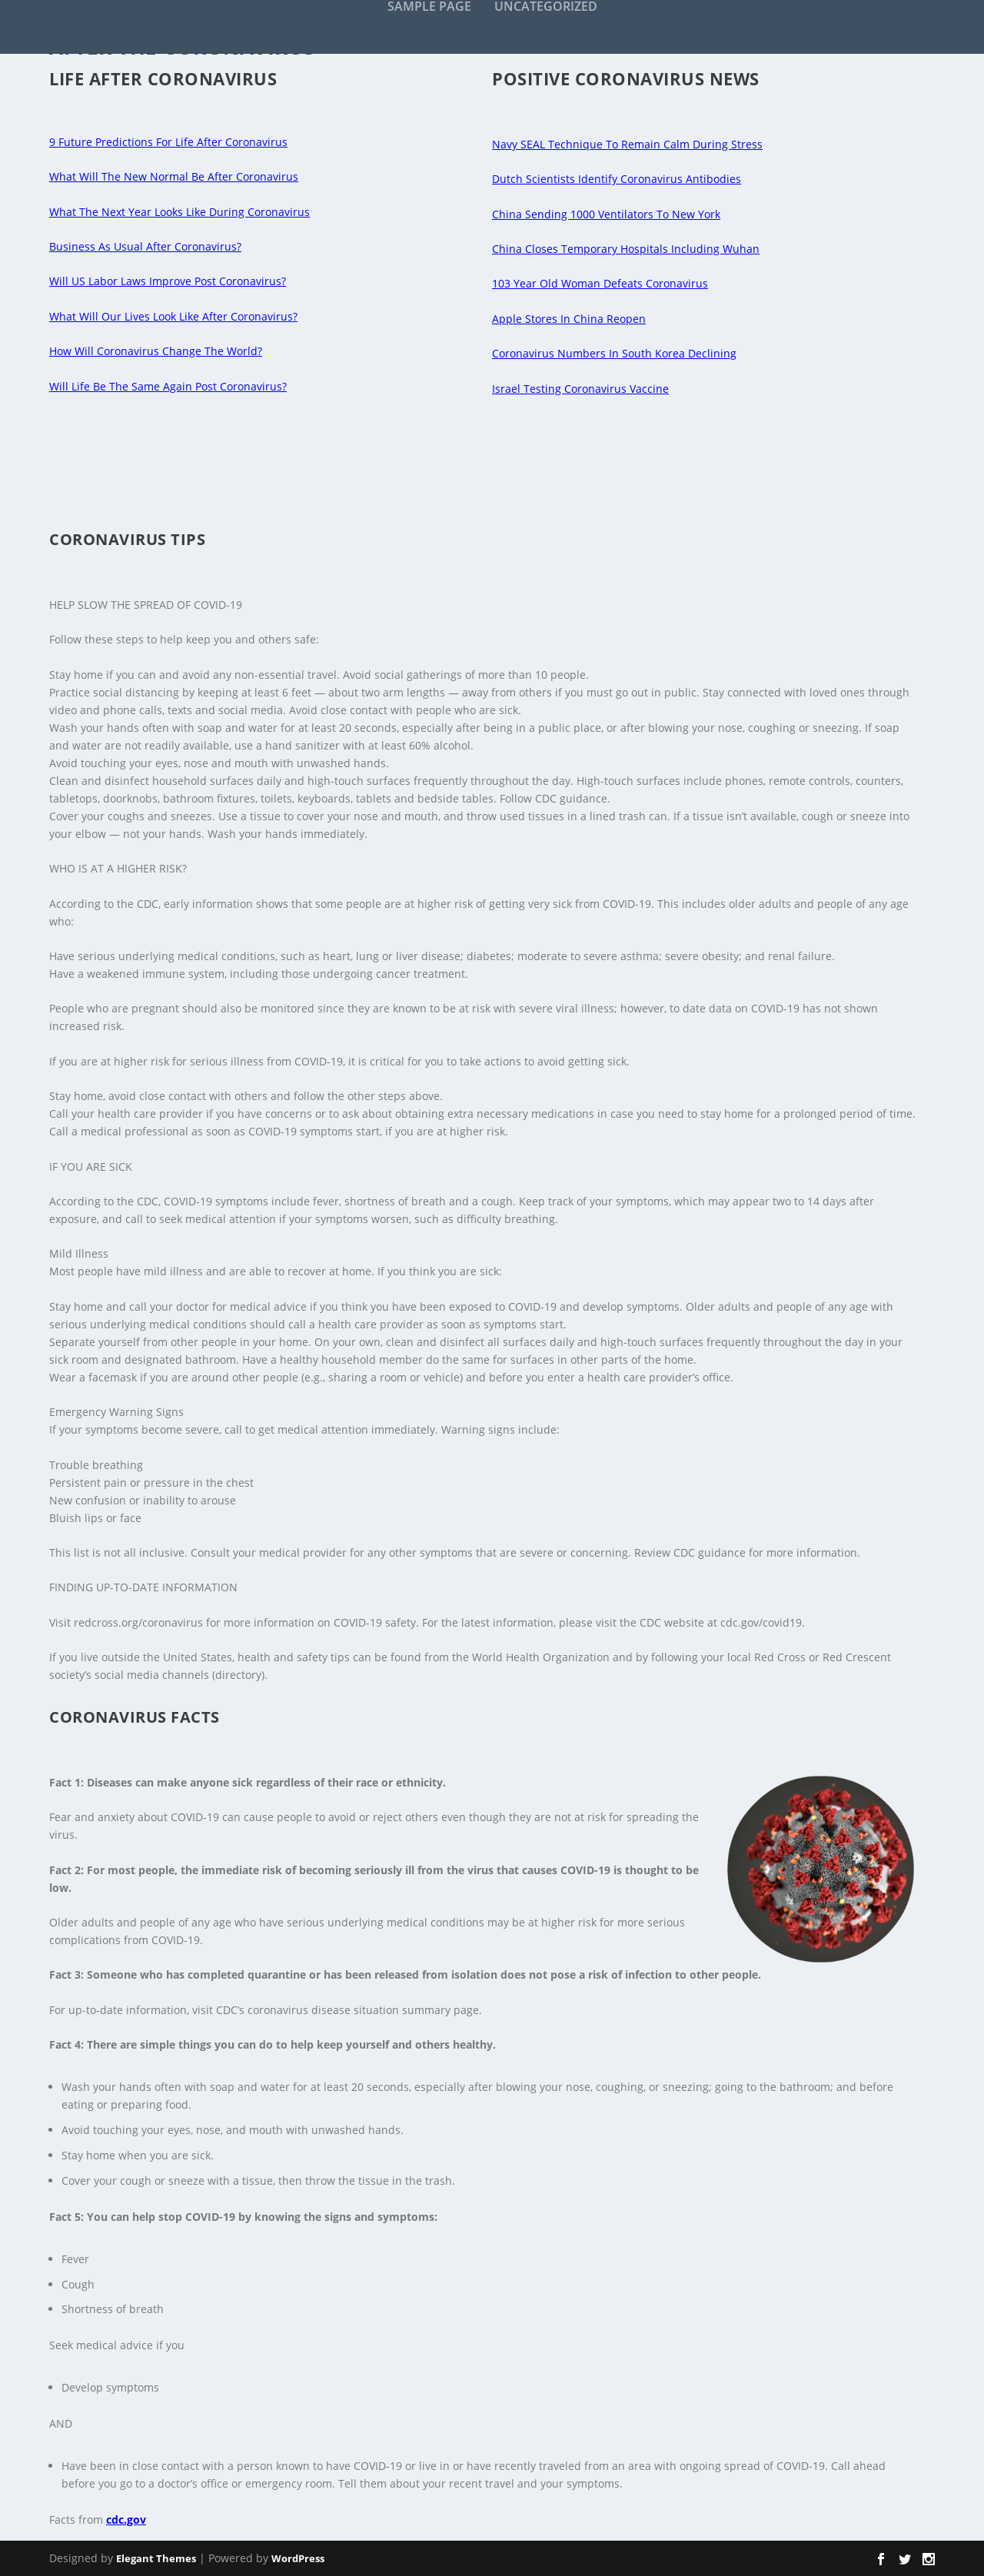 SAMPLE PAGE UNCATEGORIZED
LIFE AFTER CORONAVIRUS
9 Future Predictions For Life After Coronavirus
What Will The New Normal Be After Coronavirus
What The Next Year Looks Like During Coronavirus
Business As Usual After Coronavirus?
Will US Labor Laws Improve Post Coronavirus?
What Will Our Lives Look Like After Coronavirus?
How Will Coronavirus Change The World?
Will Life Be The Same Again Post Coronavirus?
POSITIVE CORONAVIRUS NEWS
Navy SEAL Technique To Remain Calm During Stress
Dutch Scientists Identify Coronavirus Antibodies
China Sending 1000 Ventilators To New York
China Closes Temporary Hospitals Including Wuhan
103 Year Old Woman Defeats Coronavirus
Apple Stores In China Reopen
Coronavirus Numbers In South Korea Declining
Israel Testing Coronavirus Vaccine
CORONAVIRUS TIPS
HELP SLOW THE SPREAD OF COVID-19
Follow these steps to help keep you and others safe:
Stay home if you can and avoid any non-essential travel. Avoid social gatherings of more than 10 people.
Practice social distancing by keeping at least 6 feet — about two arm lengths — away from others if you must go out in public. Stay connected with loved ones through
video and phone calls, texts and social media. Avoid close contact with people who are sick.
Wash your hands often with soap and water for at least 20 seconds, especially after being in a public place, or after blowing your nose, coughing or sneezing. If soap
and water are not readily available, use a hand sanitizer with at least 60% alcohol.
Avoid touching your eyes, nose and mouth with unwashed hands.
Clean and disinfect household surfaces daily and high-touch surfaces frequently throughout the day. High-touch surfaces include phones, remote controls, counters,
tabletops, doorknobs, bathroom fixtures, toilets, keyboards, tablets and bedside tables. Follow CDC guidance.
Cover your coughs and sneezes. Use a tissue to cover your nose and mouth, and throw used tissues in a lined trash can. If a tissue isn’t available, cough or sneeze into
your elbow — not your hands. Wash your hands immediately.
WHO IS AT A HIGHER RISK?
According to the CDC, early information shows that some people are at higher risk of getting very sick from COVID-19. This includes older adults and people of any age
who:
Have serious underlying medical conditions, such as heart, lung or liver disease; diabetes; moderate to severe asthma; severe obesity; and renal failure.
Have a weakened immune system, including those undergoing cancer treatment.
People who are pregnant should also be monitored since they are known to be at risk with severe viral illness; however, to date data on COVID-19 has not shown
increased risk.
If you are at higher risk for serious illness from COVID-19, it is critical for you to take actions to avoid getting sick.
Stay home, avoid close contact with others and follow the other steps above.
Call your health care provider if you have concerns or to ask about obtaining extra necessary medications in case you need to stay home for a prolonged period of time.
Call a medical professional as soon as COVID-19 symptoms start, if you are at higher risk.
IF YOU ARE SICK
According to the CDC, COVID-19 symptoms include fever, shortness of breath and a cough. Keep track of your symptoms, which may appear two to 14 days after
exposure, and call to seek medical attention if your symptoms worsen, such as difficulty breathing.
Mild Illness
Most people have mild illness and are able to recover at home. If you think you are sick:
Stay home and call your doctor for medical advice if you think you have been exposed to COVID-19 and develop symptoms. Older adults and people of any age with
serious underlying medical conditions should call a health care provider as soon as symptoms start.
Separate yourself from other people in your home. On your own, clean and disinfect all surfaces daily and high-touch surfaces frequently throughout the day in your
sick room and designated bathroom. Have a healthy household member do the same for surfaces in other parts of the home.
Wear a facemask if you are around other people (e.g., sharing a room or vehicle) and before you enter a health care provider’s office.
Emergency Warning Signs
If your symptoms become severe, call to get medical attention immediately. Warning signs include:
Trouble breathing
Persistent pain or pressure in the chest
New confusion or inability to arouse
Bluish lips or face
This list is not all inclusive. Consult your medical provider for any other symptoms that are severe or concerning. Review CDC guidance for more information.
FINDING UP-TO-DATE INFORMATION
Visit redcross.org/coronavirus for more information on COVID-19 safety. For the latest information, please visit the CDC website at cdc.gov/covid19.
If you live outside the United States, health and safety tips can be found from the World Health Organization and by following your local Red Cross or Red Crescent
society’s social media channels (directory).
CORONAVIRUS FACTS
Fact 1: Diseases can make anyone sick regardless of their race or ethnicity.
Fear and anxiety about COVID-19 can cause people to avoid or reject others even though they are not at risk for spreading the
virus.
Fact 2: For most people, the immediate risk of becoming seriously ill from the virus that causes COVID-19 is thought to be
low.
Older adults and people of any age who have serious underlying medical conditions may be at higher risk for more serious
complications from COVID-19.
Fact 3: Someone who has completed quarantine or has been released from isolation does not pose a risk of infection to other people.
For up-to-date information, visit CDC’s coronavirus disease situation summary page.
Fact 4: There are simple things you can do to help keep yourself and others healthy.
• Wash your hands often with soap and water for at least 20 seconds, especially after blowing your nose, coughing, or sneezing; going to the bathroom; and before
eating or preparing food.
• Avoid touching your eyes, nose, and mouth with unwashed hands.
• Stay home when you are sick.
• Cover your cough or sneeze with a tissue, then throw the tissue in the trash.
Fact 5: You can help stop COVID-19 by knowing the signs and symptoms:
• Fever
• Cough
• Shortness of breath
Seek medical advice if you
• Develop symptoms
AND
• Have been in close contact with a person known to have COVID-19 or live in or have recently traveled from an area with ongoing spread of COVID-19. Call ahead
before you go to a doctor’s office or emergency room. Tell them about your recent travel and your symptoms.
Facts from cdc.gov
Designed by Elegant Themes | Powered by WordPress